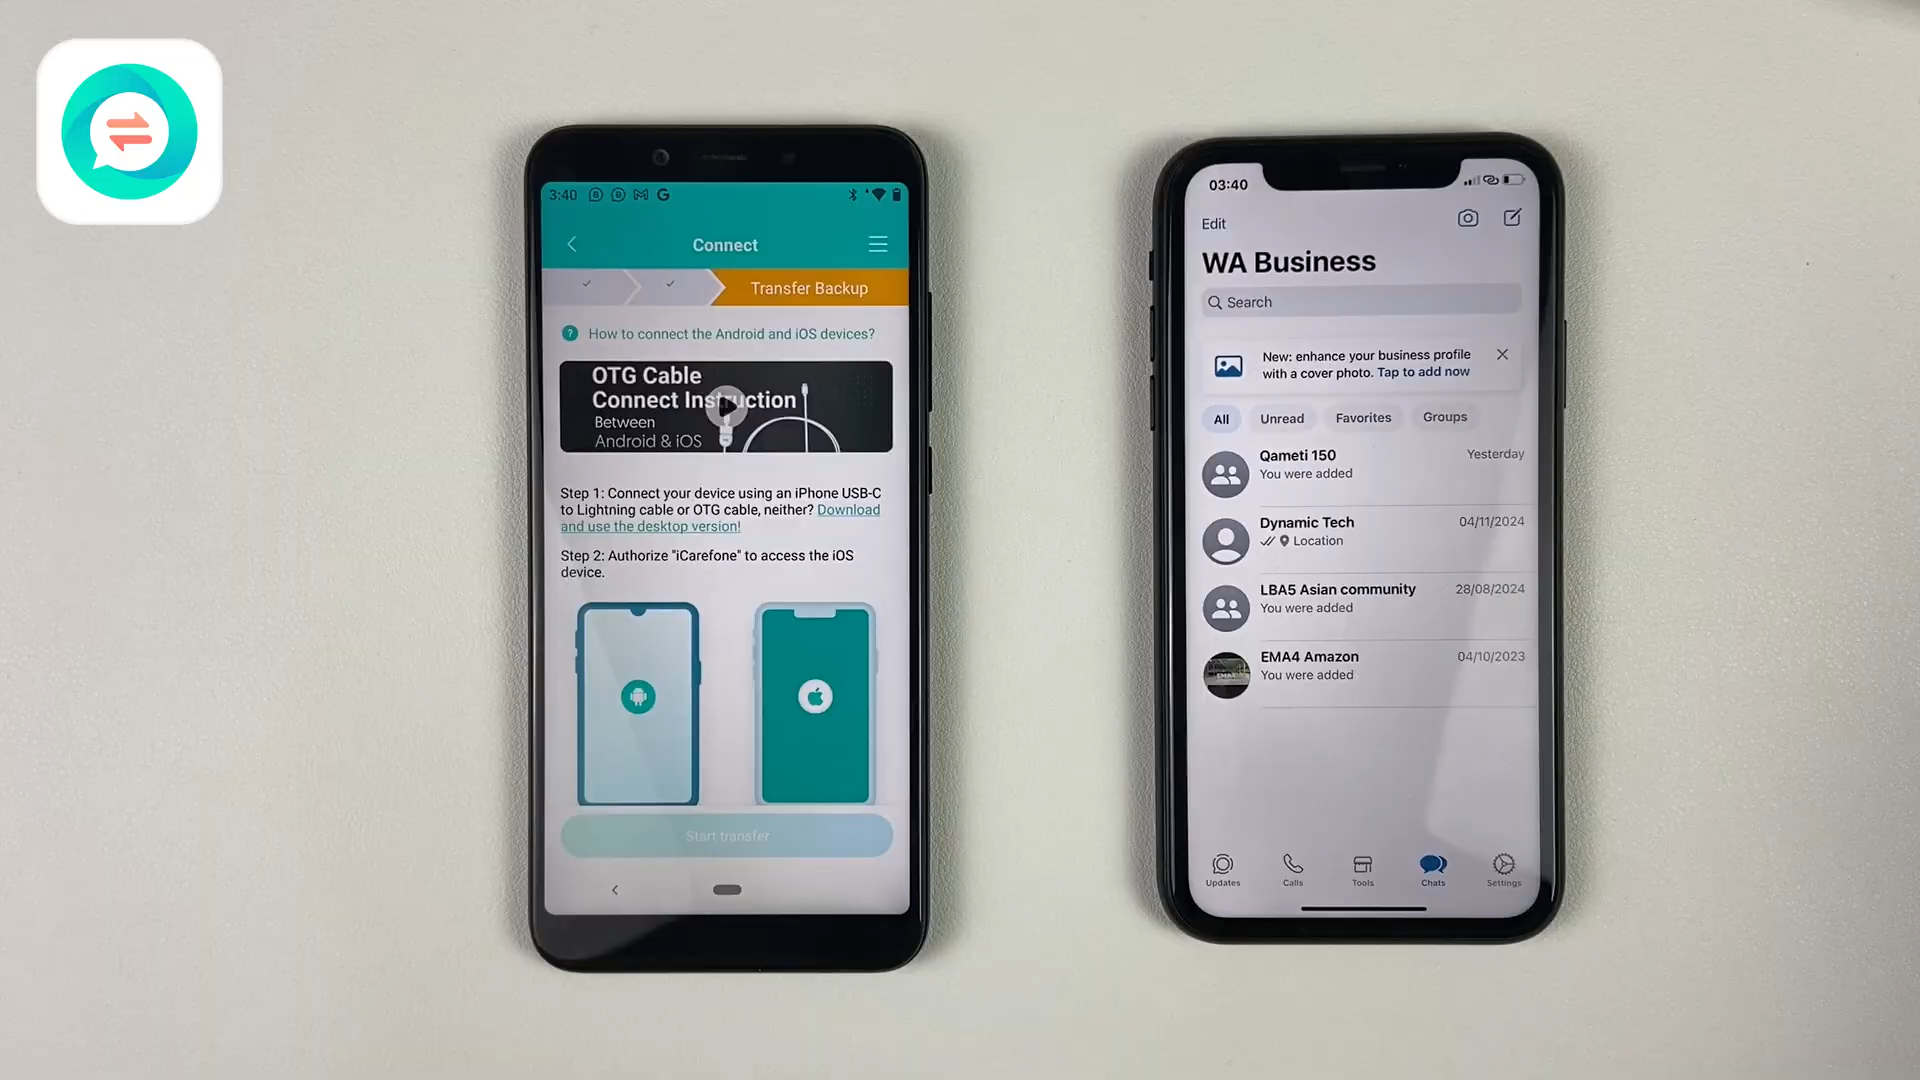 3:40
Connect
Transfer Backup
How to connect the Android and iOS devices?
OTG Cable
Connect Instruction
Between
Android & iOS
Step 1: Connect your device using an iPhone USB-C
to Lightning cable or OTG cable, neither? Download
and use the desktop version!
Step 2: Authorize "iCarefone" to access the iOS
device.
Start transfer
03:40
Edit
WA Business
Search
New: enhance your business profile
with a cover photo. Tap to add now
All
Unread
Favorites
Groups
Qameti 150
Yesterday
You were added
Dynamic Tech
04/11/2024
Location
LBA5 Asian community
28/08/2024
You were added
EMA4 Amazon
04/10/2023
You were added
Updates
Calls
Tools
Chats
Settings